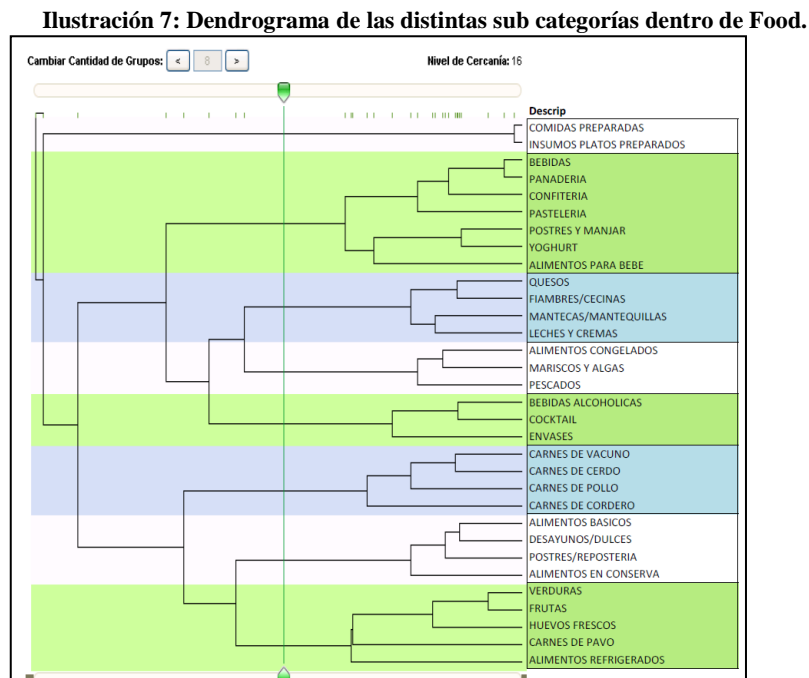 Ilustración 7: Dendrograma de las distintas sub categorías dentro de Food.
Cambiar Cantidad de Grupos: < 8 > Nivel de Cercanía: 16
Descrip
COMIDAS PREPARADAS
INSUMOS PLATOS PREPARADOS
BEBIDAS
PANADERIA
CONFITERIA
PASTELERIA
POSTRES Y MANJAR
YOGHURT
ALIMENTOS PARA BEBE
QUESOS
FIAMBRES/CECINAS
MANTECAS/MANTEQUILLAS
LECHES Y CREMAS
ALIMENTOS CONGELADOS
MARISCOS Y ALGAS
PESCADOS
BEBIDAS ALCOHOLICAS
COCKTAIL
ENVASES
CARNES DE VACUNO
CARNES DE CERDO
CARNES DE POLLO
CARNES DE CORDERO
ALIMENTOS BASICOS
DESAYUNOS/DULCES
POSTRES/REPOSTERIA
ALIMENTOS EN CONSERVA
VERDURAS
FRUTAS
HUEVOS FRESCOS
CARNES DE PAVO
ALIMENTOS REFRIGERADOS